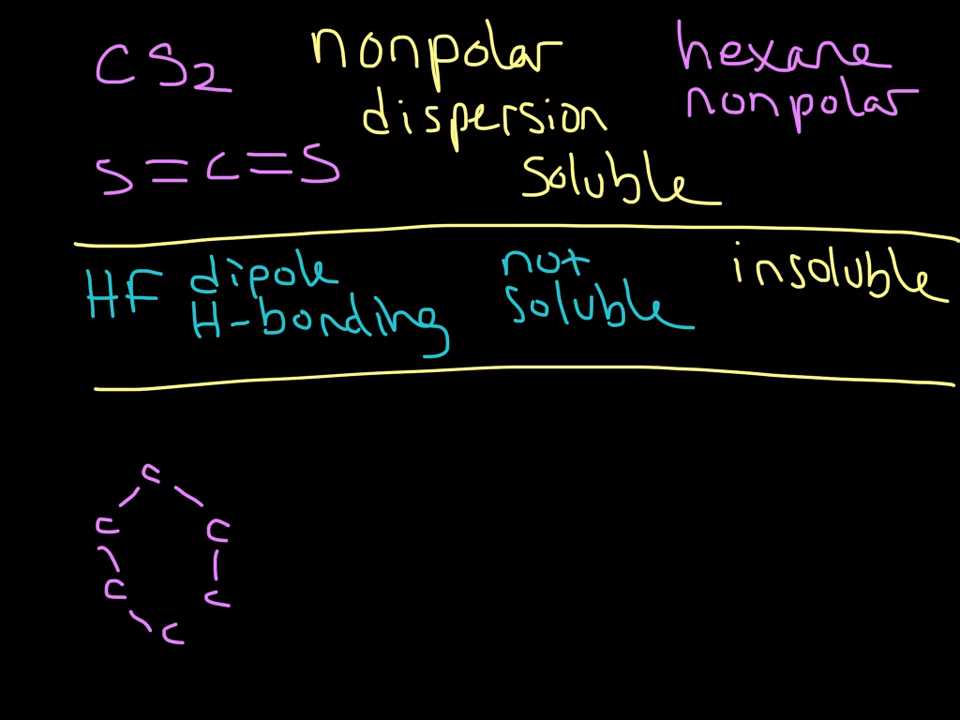 CS2 nonpolar hexane
dispersion nonpolar
S=C=S soluble
HF dipole not insoluble
H-bonding soluble
C
C C
C C
C